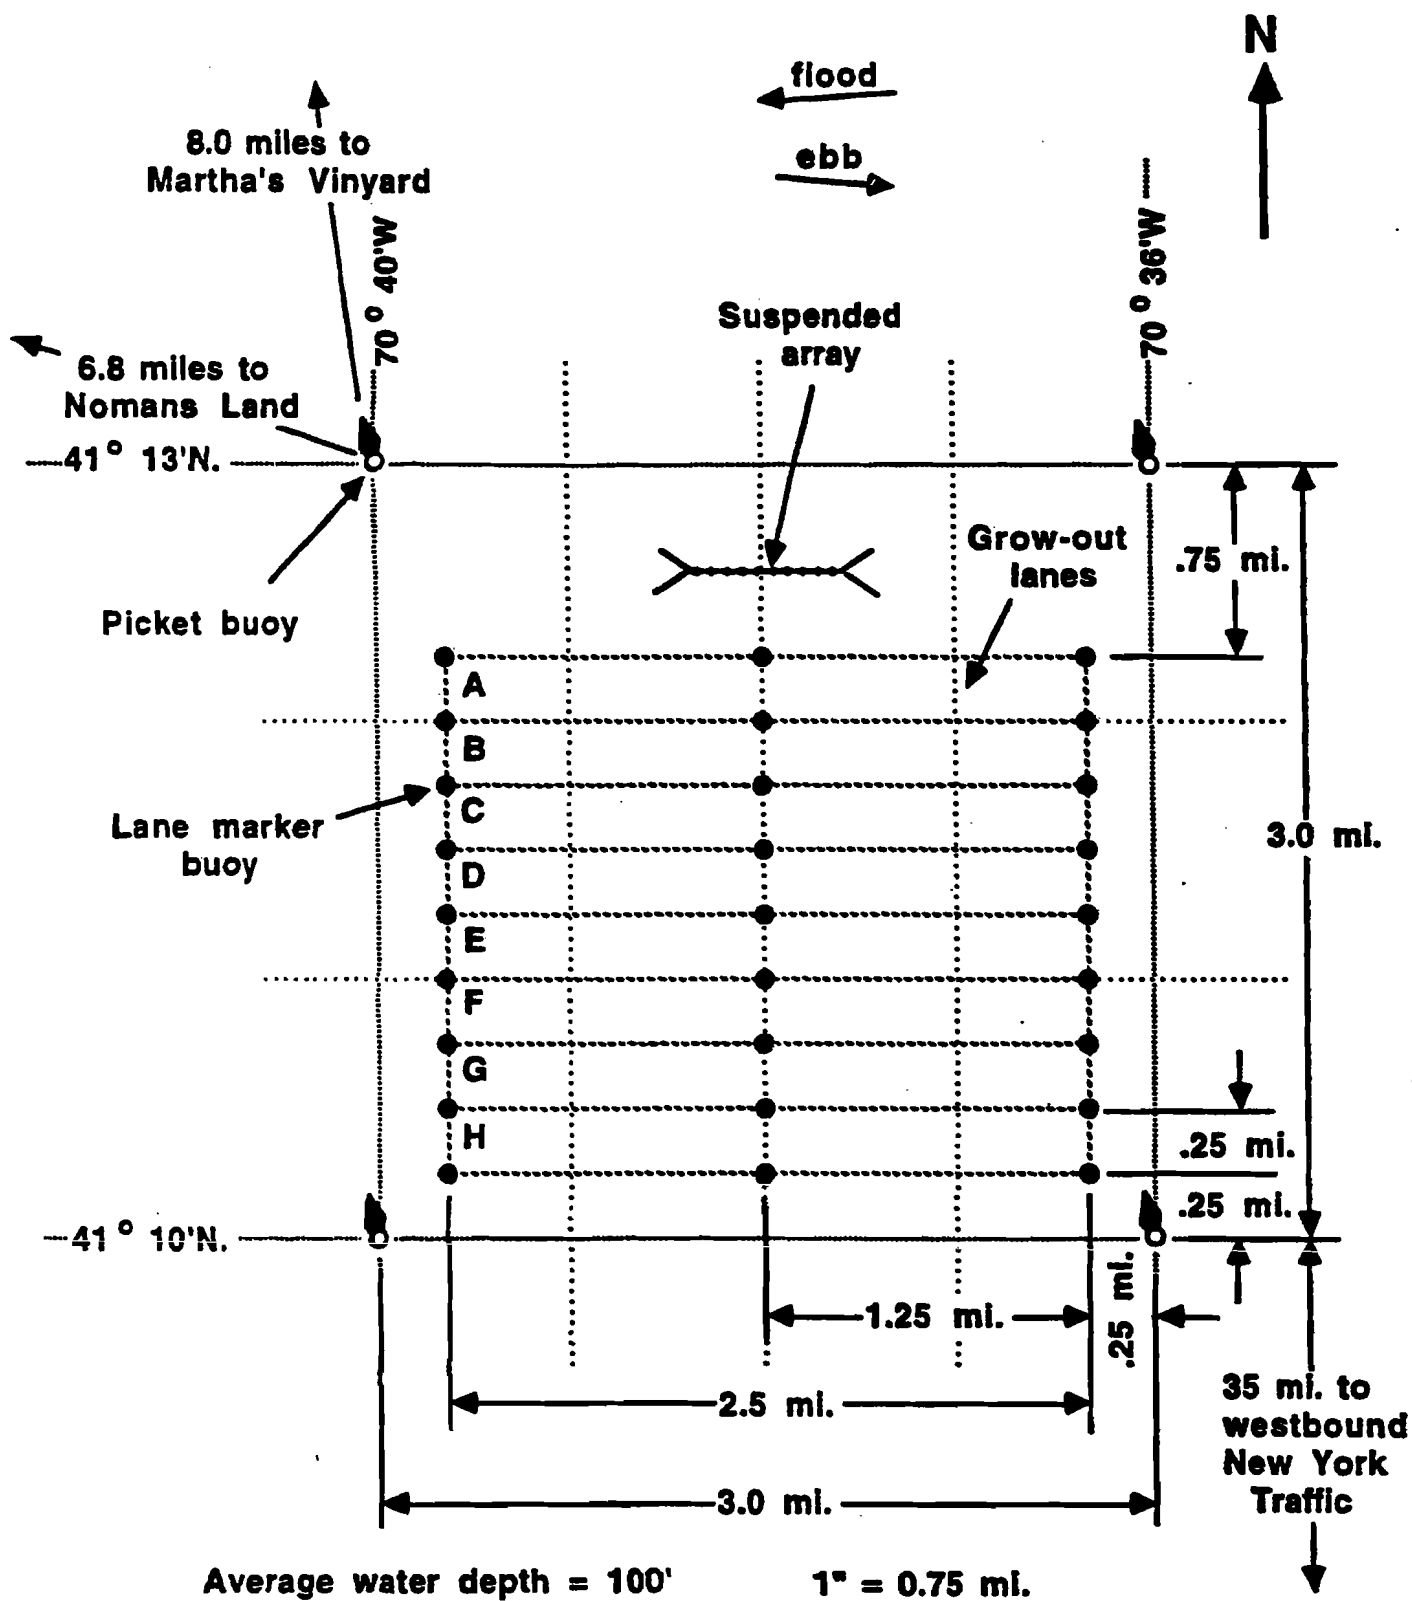 N
flood
ebb
8.0 miles to
Martha's Vinyard
70° 40'W
70° 36'W
Suspended
array
6.8 miles to
Nomans Land
41° 13'N.
Grow-out
lanes
.75 mi.
Picket buoy
A
B
C
Lane marker
buoy
3.0 mi.
D
E
F
G
H
.25 mi.
.25 mi.
41° 10'N.
.25 mi.
1.25 mi.
2.5 mi.
35 mi. to
westbound
New York
Traffic
3.0 mi.
Average water depth = 100'
1" = 0.75 mi.